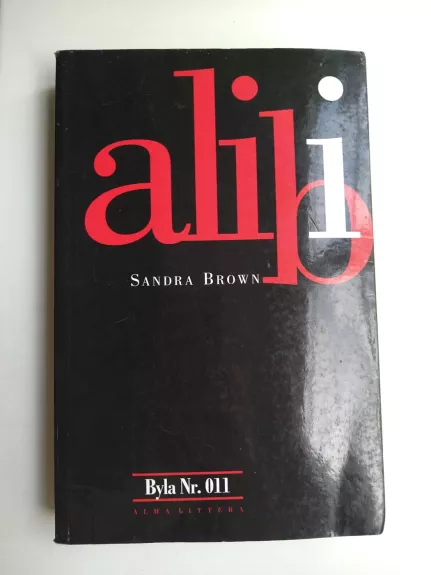 alibi
SANDRA BROWN
Byla Nr. 011
ALMA LITTERA